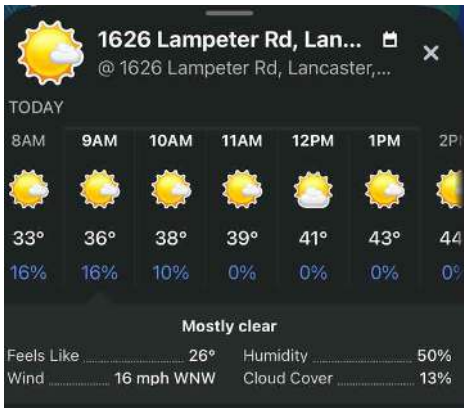 1626 Lampeter Rd, Lan...
@ 1626 Lampeter Rd, Lancaster,...
TODAY
8AM 9AM 10AM 11AM 12PM 1PM
33° 36° 38° 39° 41° 43° 44
16% 16% 10% 0% 0% 0%
Mostly clear
Feels Like 26° Humidity 50%
Wind 16 mph WNW Cloud Cover 13%